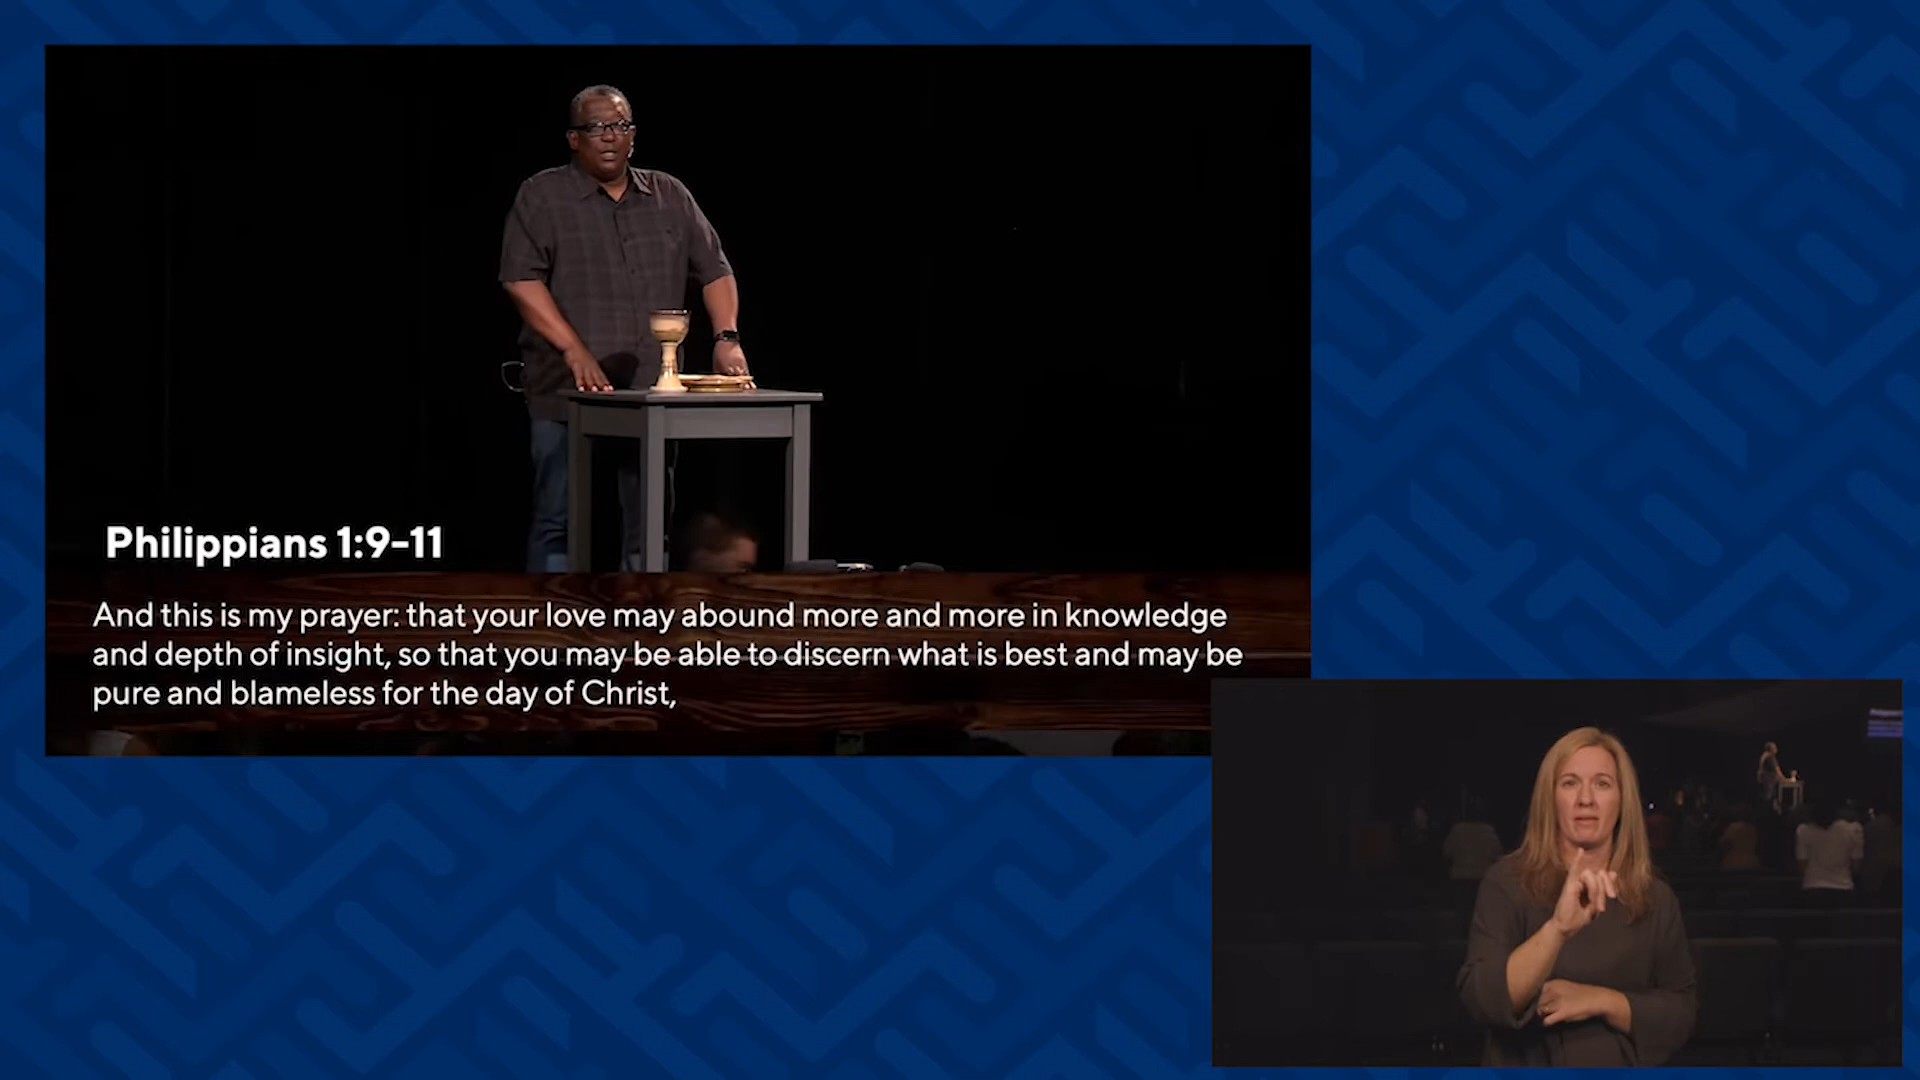 Philippians 1:9-11
And this is my prayer: that your love may abound more and more in knowledge
and depth of insight, so that you may be able to discern what is best and may be
pure and blameless for the day of Christ,